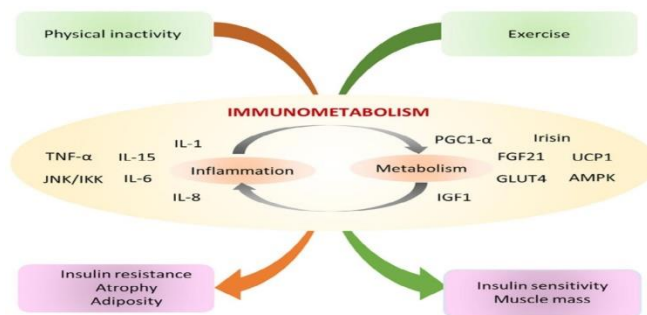 Physical inactivity
Exercise
IMMUNOMETABOLISM
IL-1
PGC1-α
Irisin
TNF-α
IL-15
FGF21
UCP1
Inflammation
Metabolism
JNK/IKK
IL-6
GLUT4
AMPK
IL-8
IGF1
Insulin resistance
Atrophy
Adiposity
Insulin sensitivity
Muscle mass